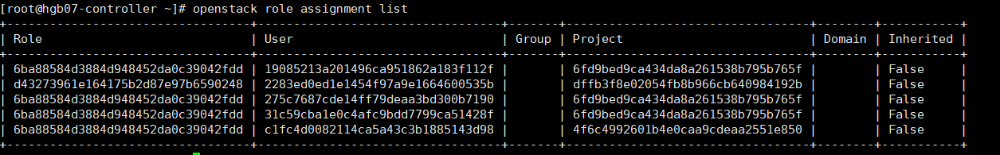 [root@hgb07-controller ~]# openstack role assignment list
+----------------------------------+----------------------------------+-------+----------------------------------+--------+-----------+
| Role                             | User                             | Group | Project                          | Domain | Inherited |
+----------------------------------+----------------------------------+-------+----------------------------------+--------+-----------+
| 6ba88584d3884d948452da0c39042fdd | 19085213a201496ca951862a183f112f |       | 6fd9bed9ca434da8a261538b795b765f |        | False     |
| d43273961e164175b2d87e97b6590248 | 2283ed0ed1e1454f97a9e1664600535b |       | dffb3f8e02054fb8b966cb640984192b |        | False     |
| 6ba88584d3884d948452da0c39042fdd | 275c7687cde14ff79deaa3bd300b7190 |       | 6fd9bed9ca434da8a261538b795b765f |        | False     |
| 6ba88584d3884d948452da0c39042fdd | 31c59cba1e0c4afc9bdd7799ca51428f |       | 6fd9bed9ca434da8a261538b795b765f |        | False     |
| 6ba88584d3884d948452da0c39042fdd | c1fc4d0082114ca5a43c3b1885143d98 |       | 4f6c4992601b4e0caa9cdeaa2551e850 |        | False     |
+----------------------------------+----------------------------------+-------+----------------------------------+--------+-----------+